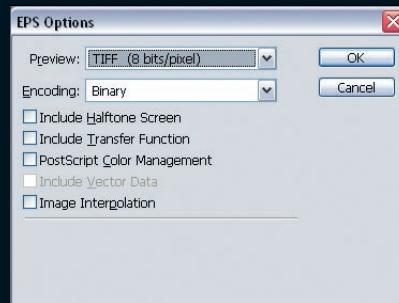 EPS Options
Preview: TIFF (8 bits/pixel) OK
Encoding: Binary Cancel
Include Halftone Screen
Include Transfer Function
PostScript Color Management
Include Vector Data
Image Interpolation